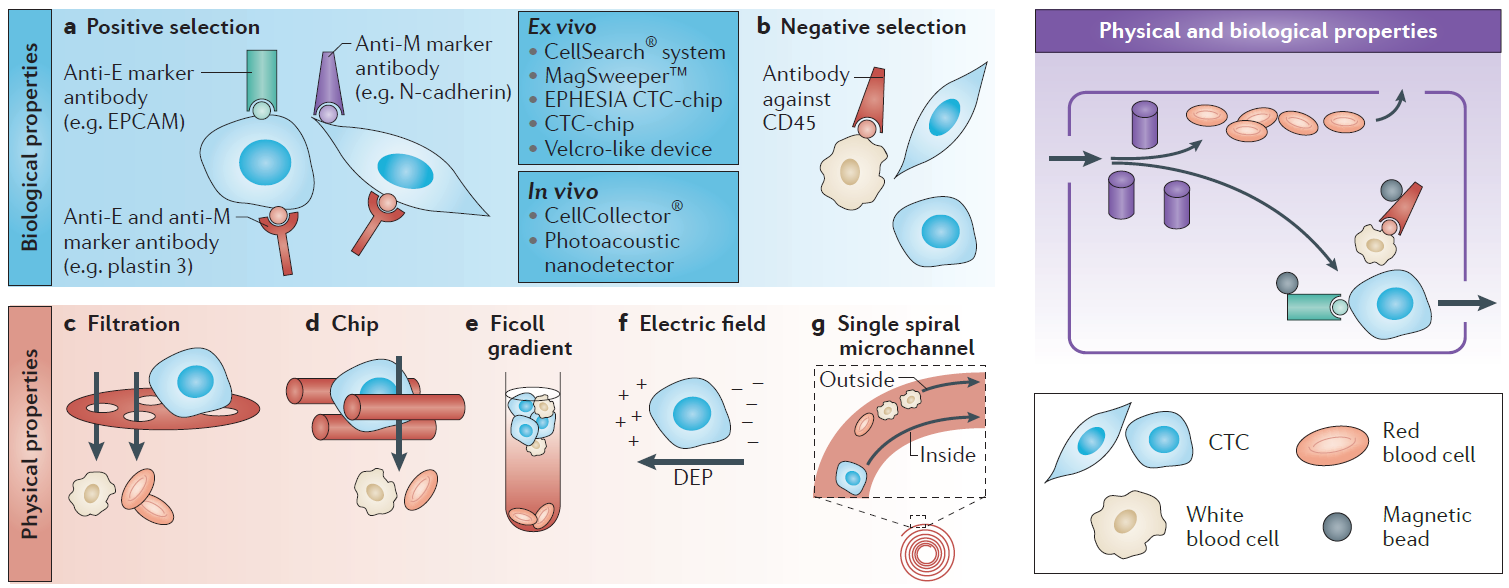 Biological properties
a Positive selection
Anti-E marker
antibody
(e.g. EPCAM)
Anti-M marker
antibody
(e.g. N-cadherin)
Anti-E and anti-M
marker antibody
(e.g. plastin 3)
Ex vivo
• CellSearch® system
• MagSweeper™
• EPHESIA CTC-chip
• CTC-chip
• Velcro-like device
In vivo
• CellCollector®
• Photoacoustic
nanodetector
b Negative selection
Antibody
against
CD45
Physical properties
c Filtration
d Chip
e Ficoll
gradient
f Electric field
+
+
+ +
+
– –
–
–
–
DEP
g Single spiral
microchannel
Outside
Inside
Physical and biological properties
CTC
Red
blood cell
White
blood cell
Magnetic
bead